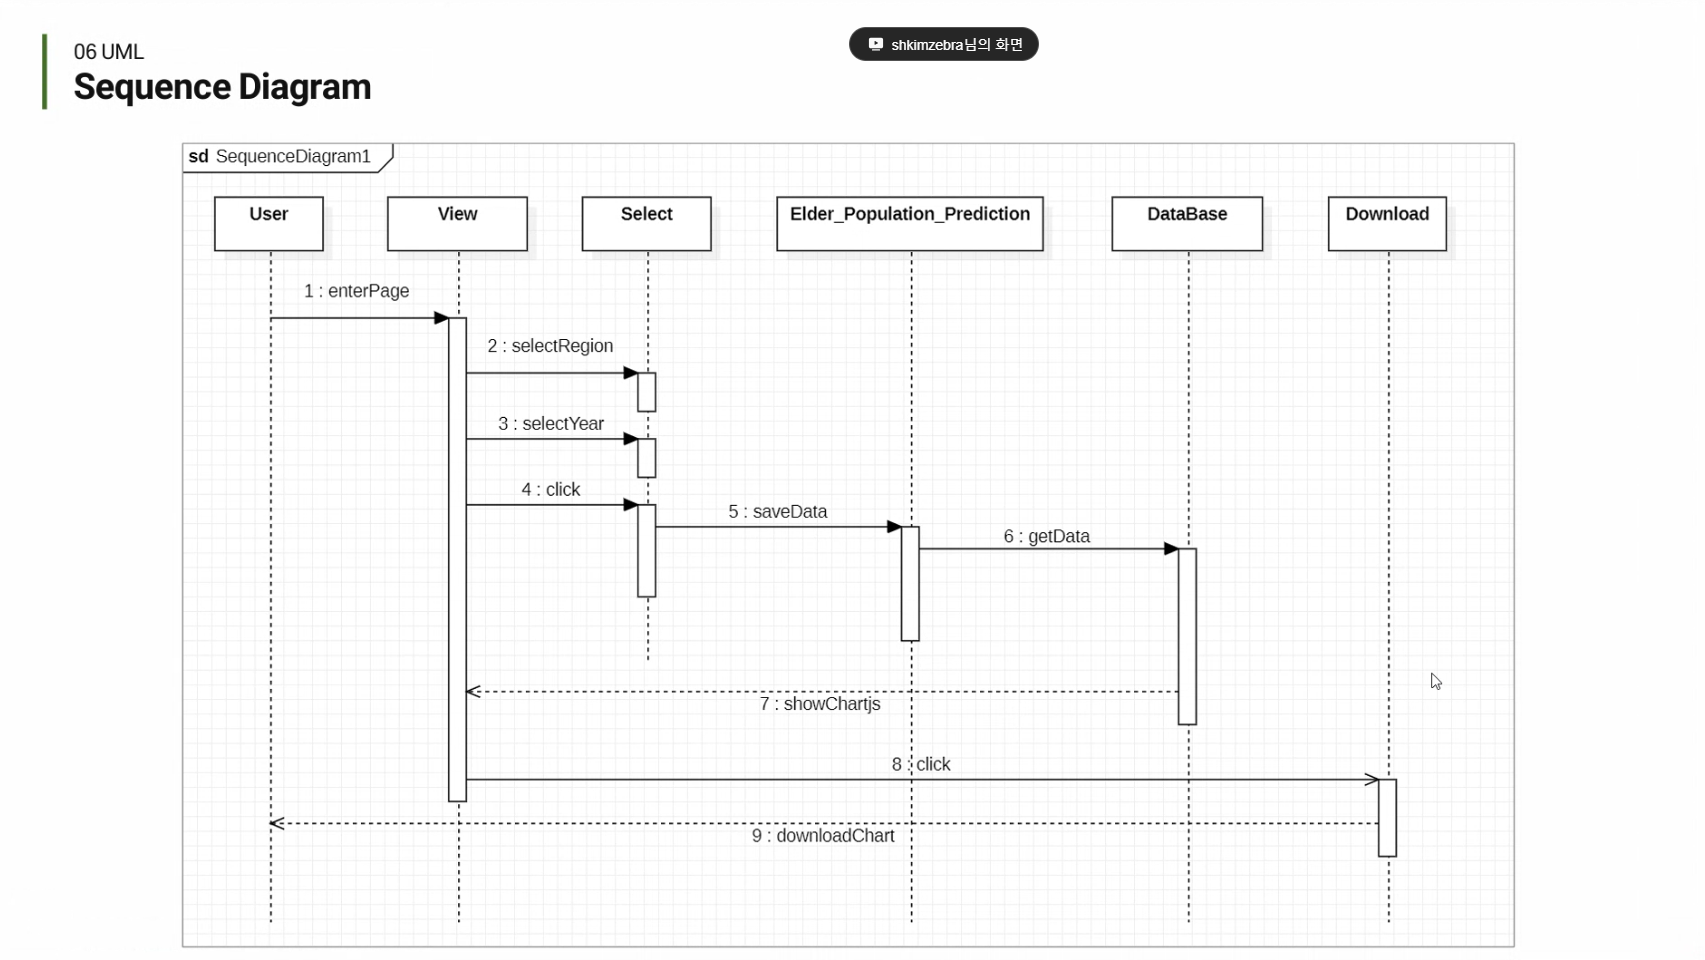 06 UML
Sequence Diagram
shkimzebra님의 화면
sd SequenceDiagram1
User
View
Select
Elder_Population_Prediction
DataBase
Download
1 : enterPage
2 : selectRegion
3 : selectYear
4 : click
5 : saveData
6 : getData
7 : showChartjs
8 : click
9 : downloadChart